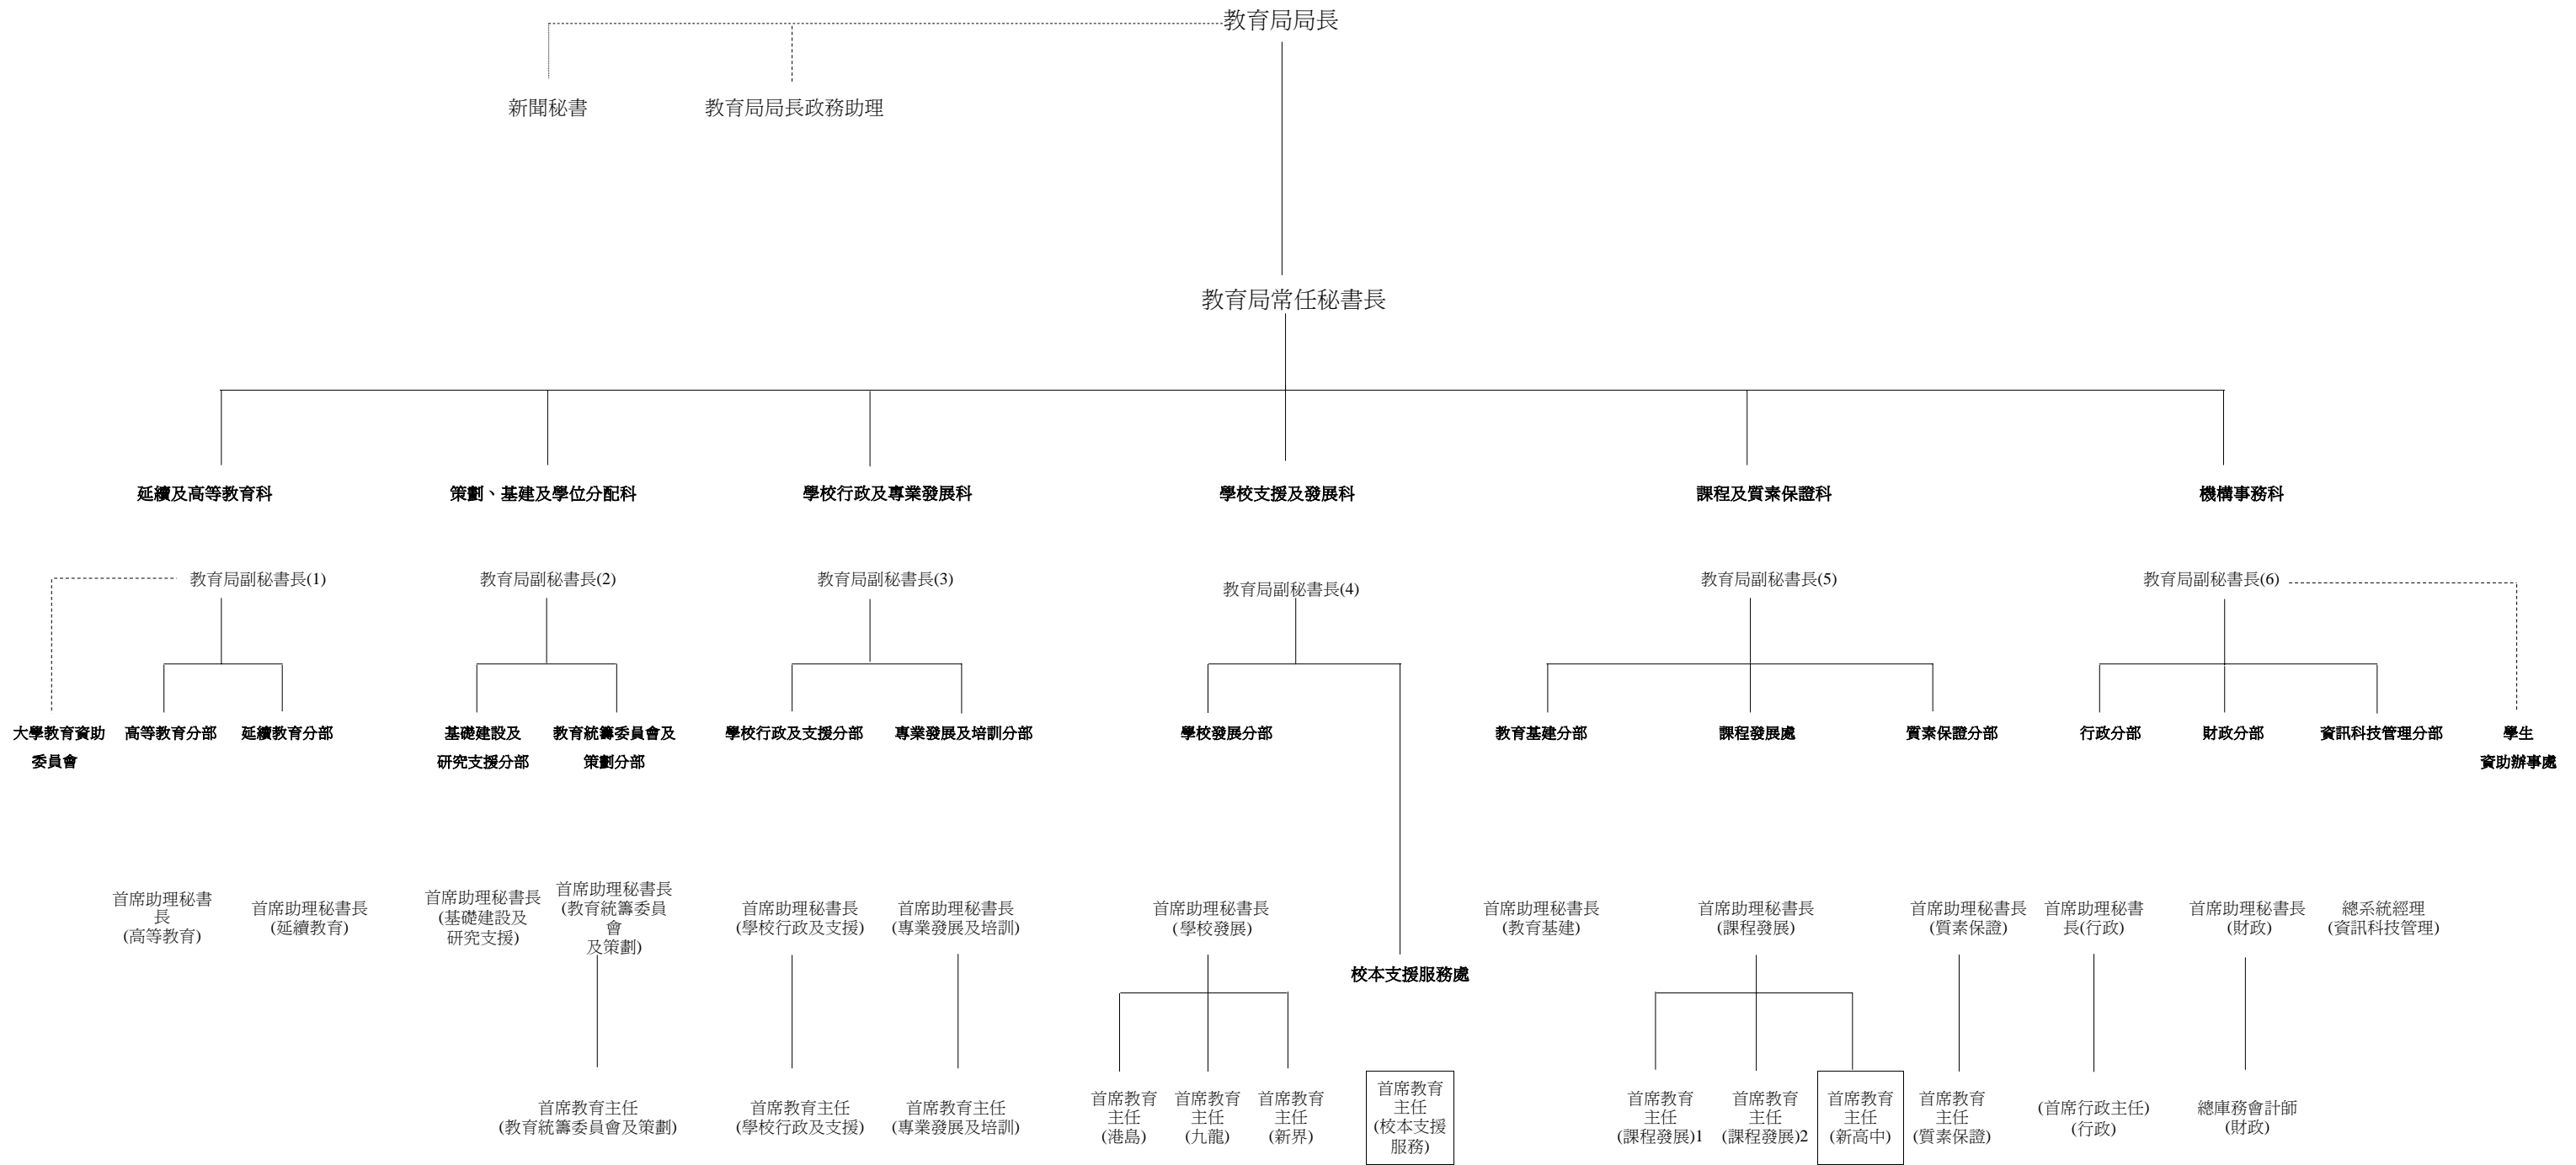 教育局局長
新聞秘書
教育局局長政務助理
教育局常任秘書長
延續及高等教育科
策劃、基建及學位分配科
學校行政及專業發展科
學校支援及發展科
課程及質素保證科
機構事務科
教育局副秘書長(1)
教育局副秘書長(2)
教育局副秘書長(3)
教育局副秘書長(4)
教育局副秘書長(5)
教育局副秘書長(6)
大學教育資助
委員會
高等教育分部
延續教育分部
基礎建設及
研究支援分部
教育統籌委員會及
策劃分部
學校行政及支援分部
專業發展及培訓分部
學校發展分部
教育基建分部
課程發展處
質素保證分部
行政分部
財政分部
資訊科技管理分部
學生
資助辦事處
首席助理秘書
長
(高等教育)
首席助理秘書長
(延續教育)
首席助理秘書長
(基礎建設及
研究支援)
首席助理秘書長
(教育統籌委員
會
及策劃)
首席助理秘書長
(學校行政及支援)
首席助理秘書長
(專業發展及培訓)
首席助理秘書長
(學校發展)
校本支援服務處
首席助理秘書長
(教育基建)
首席助理秘書長
(課程發展)
首席助理秘書長
(質素保證)
首席助理秘書
長(行政)
首席助理秘書長
(財政)
總系統經理
(資訊科技管理)
首席教育主任
(教育統籌委員會及策劃)
首席教育主任
(學校行政及支援)
首席教育主任
(專業發展及培訓)
首席教育
主任
(港島)
首席教育
主任
(九龍)
首席教育
主任
(新界)
首席教育
主任
(校本支援
服務)
首席教育
主任
(課程發展)1
首席教育
主任
(課程發展)2
首席教育
主任
(新高中)
首席教育
主任
(質素保證)
(首席行政主任)
(行政)
總庫務會計師
(財政)